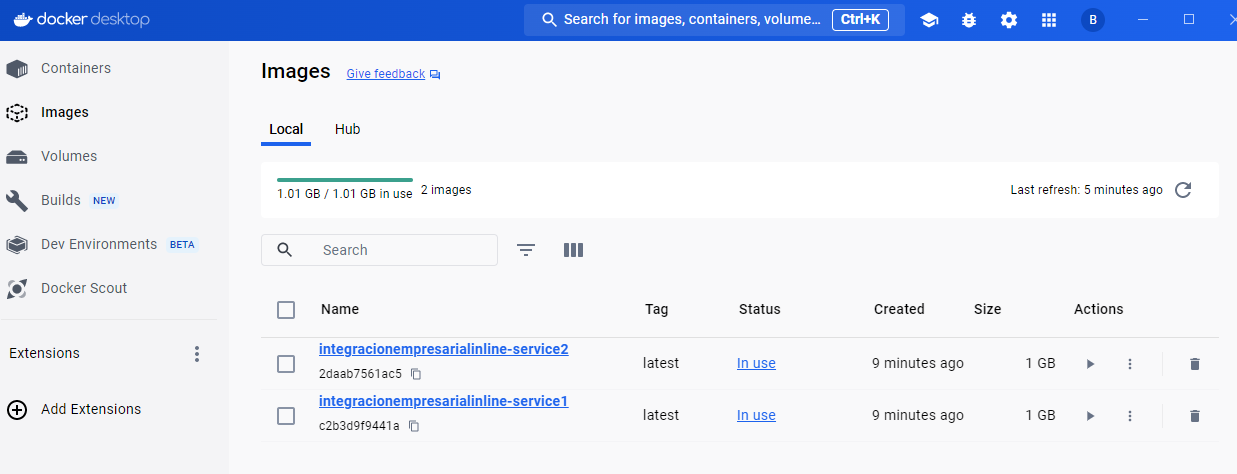 docker desktop
Search for images, containers, volume... Ctrl+K
B
Containers
Images
Volumes
Builds NEW
Dev Environments BETA
Docker Scout
Extensions
Add Extensions
Images Give feedback
Local Hub
1.01 GB / 1.01 GB in use 2 images
Last refresh: 5 minutes ago
Search
Name Tag Status Created Size Actions
integracionempresarialinline-service2
2daab7561ac5
latest In use 9 minutes ago 1 GB
integracionempresarialinline-service1
c2b3d9f9441a
latest In use 9 minutes ago 1 GB